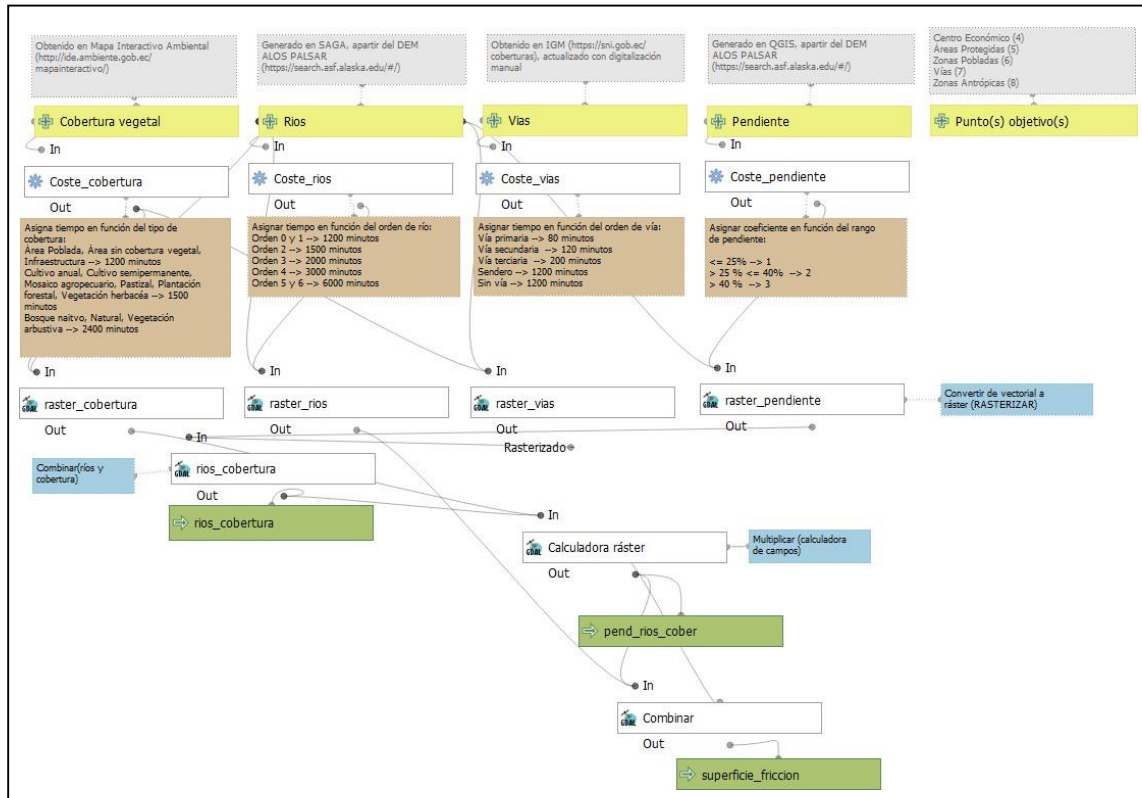 Obtenido en Mapa Interactivo Ambiental
(http://ide.ambiente.gob.ec/
mapainteractivo/)
Generado en SAGA, apartir del DEM
ALOS PALSAR
(https://search.asf.alaska.edu/#/)
Obtenido en IGM (https://sni.gob.ec/
coberturas), actualizado con digitalización
manual
Generado en QGIS, apartir del DEM
ALOS PALSAR
(https://search.asf.alaska.edu/#/)
Centro Económico (4)
Áreas Protegidas (5)
Zonas Pobladas (6)
Vías (7)
Zonas Antrópicas (8)
Cobertura vegetal
Rios
Vias
Pendiente
Punto(s) objetivo(s)
In
In
In
In
Coste_cobertura
Coste_rios
Coste_vias
Coste_pendiente
Out
Out
Out
Out
Asigna tiempo en función del tipo de
cobertura:
Área Poblada, Área sin cobertura vegetal,
Infraestructura --> 1200 minutos
Cultivo anual, Cultivo semipermanente,
Mosaico agropecuario, Pastizal, Plantación
forestal, Vegetación herbacéa --> 1500
minutos
Bosque naitvo, Natural, Vegetación
arbustiva --> 2400 minutos
Asignar tiempo en función del orden de río:
Orden 0 y 1 --> 1200 minutos
Orden 2 --> 1500 minutos
Orden 3 --> 2000 minutos
Orden 4 --> 3000 minutos
Orden 5 y 6 --> 6000 minutos
Asignar tiempo en función del orden de vía:
Vía primaria --> 80 minutos
Vía secundaria --> 120 minutos
Vía terciaria --> 200 minutos
Sendero --> 1200 minutos
Sin vía --> 1200 minutos
Asignar coeficiente en función del rango
de pendiente:
<= 25% --> 1
> 25 % <= 40% --> 2
> 40 % --> 3
In
In
In
In
raster_cobertura
raster_rios
raster_vias
raster_pendiente
Convertir de vectorial a
ráster (RASTERIZAR)
Out
Out
Out
Out
In
Rasterizado
Combinar(ríos y
cobertura)
rios_cobertura
Out
rios_cobertura
In
Calculadora ráster
Multiplicar (calculadora
de campos)
Out
pend_rios_cober
In
Combinar
Out
superficie_friccion
GDAL
GDAL
GDAL
GDAL
GDAL
GDAL
GDAL